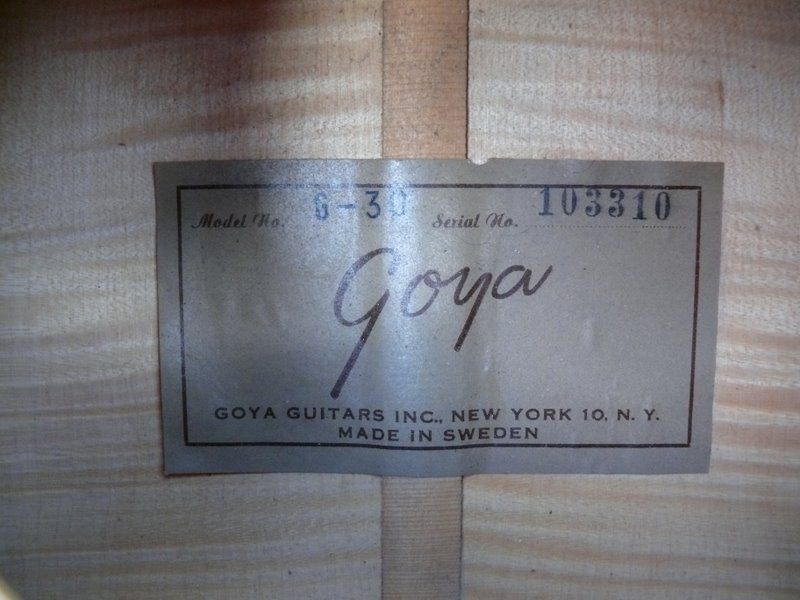 Model No. G-30 Serial No. 103310
Goya
GOYA GUITARS INC., NEW YORK 10, N. Y.
MADE IN SWEDEN